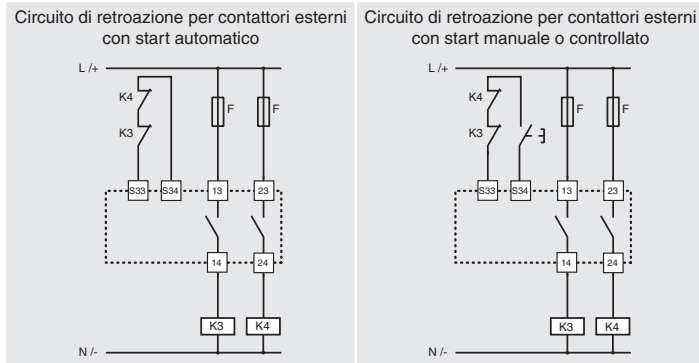 Circuito di retroazione per contattori esterni
con start automatico
L /+
K4
F
F
K3
S33
S34
13
23
14
24
K3
K4
N /-
Circuito di retroazione per contattori esterni
con start manuale o controllato
L /+
K4
F
F
K3
S33
S34
13
23
14
24
K3
K4
N /-